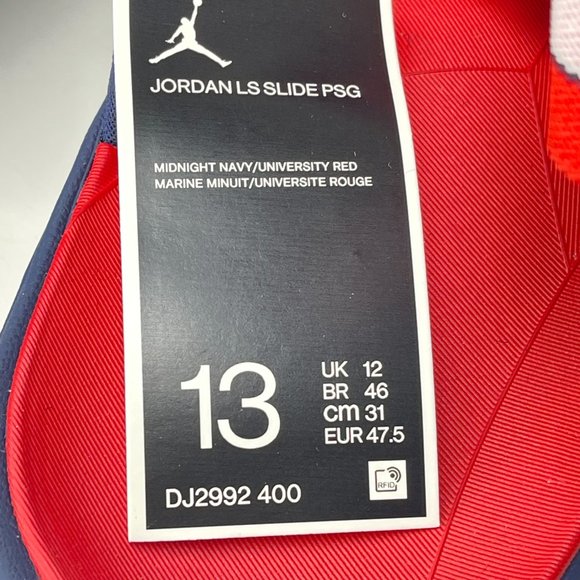 JORDAN LS SLIDE PSG
MIDNIGHT NAVY/UNIVERSITY RED
MARINE MINUIT/UNIVERSITE ROUGE
13
UK 12
BR 46
cm 31
EUR 47.5
RFID
DJ2992 400